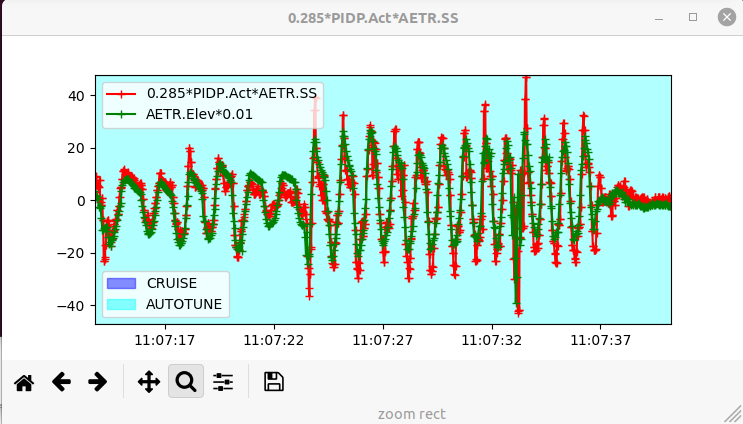 0.285*PIDP.Act*AETR.SS
40
20
0
−20
−40
0.285*PIDP.Act*AETR.SS
AETR.Elev*0.01
CRUISE
AUTOTUNE
11:07:17 11:07:22 11:07:27 11:07:32 11:07:37
zoom rect